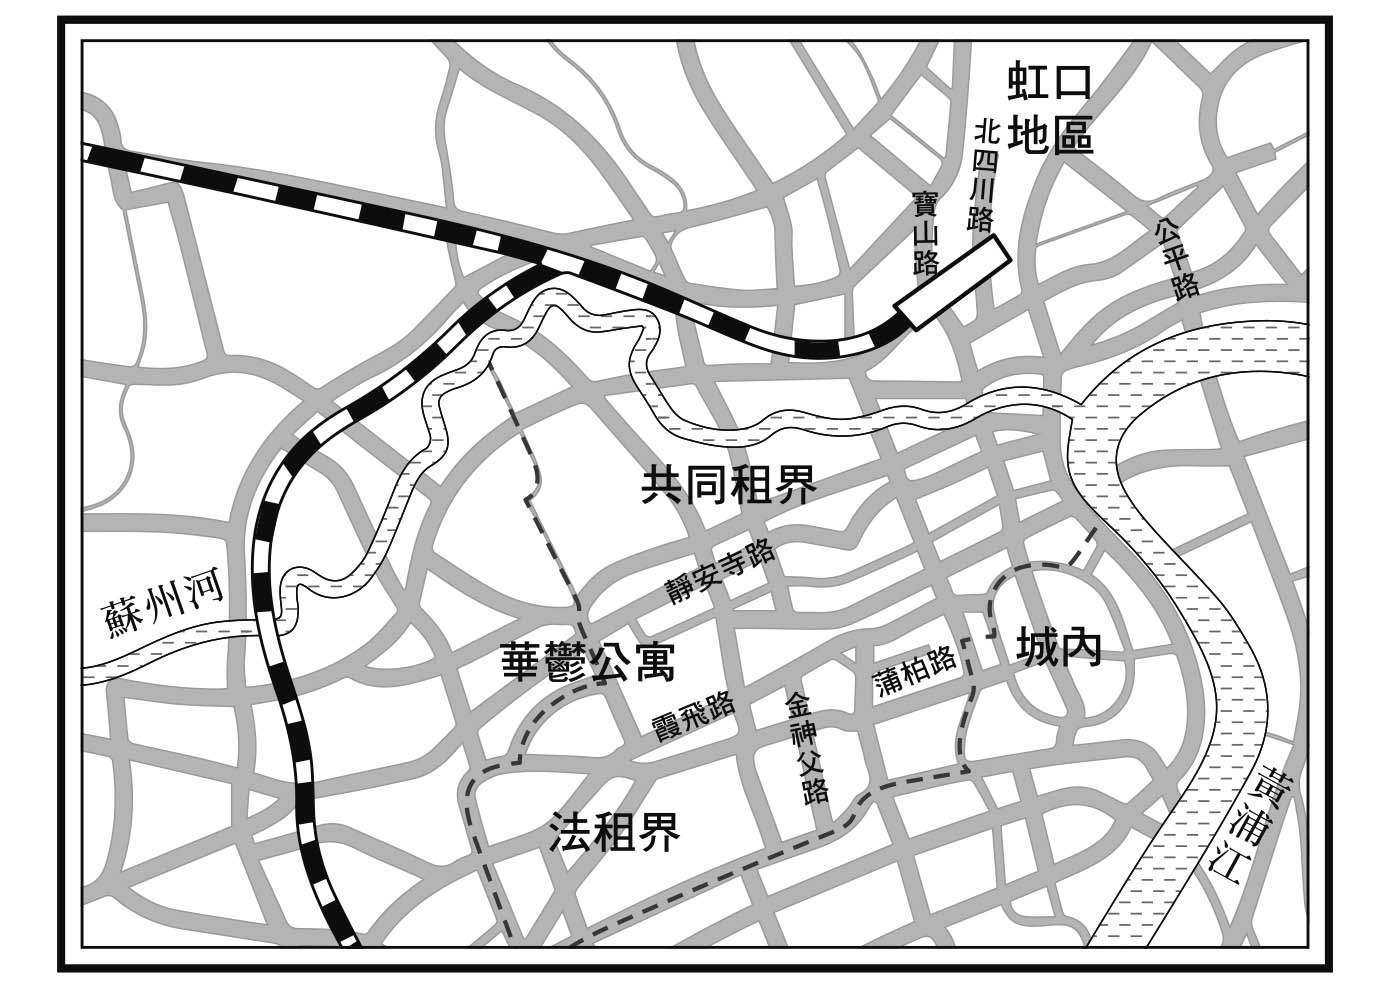 虹口
地區
北四川路
寶山路
公平路
共同租界
靜安寺路
蘇州河
華鬱公寓
城內
蒲柏路
霞飛路
金神父路
法租界
黃浦江